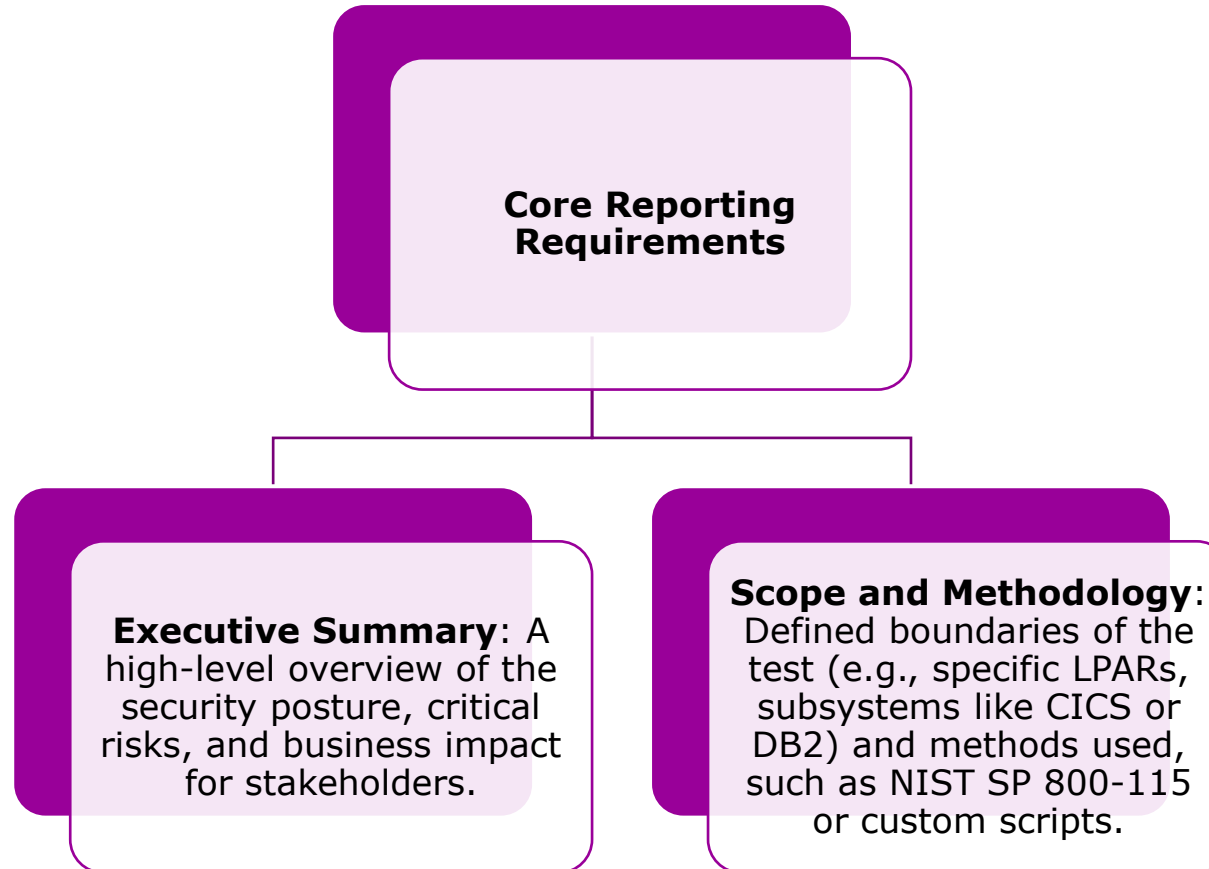 Core Reporting
Requirements
Executive Summary: A
high-level overview of the
security posture, critical
risks, and business impact
for stakeholders.
Scope and Methodology:
Defined boundaries of the
test (e.g., specific LPARs,
subsystems like CICS or
DB2) and methods used,
such as NIST SP 800-115
or custom scripts.